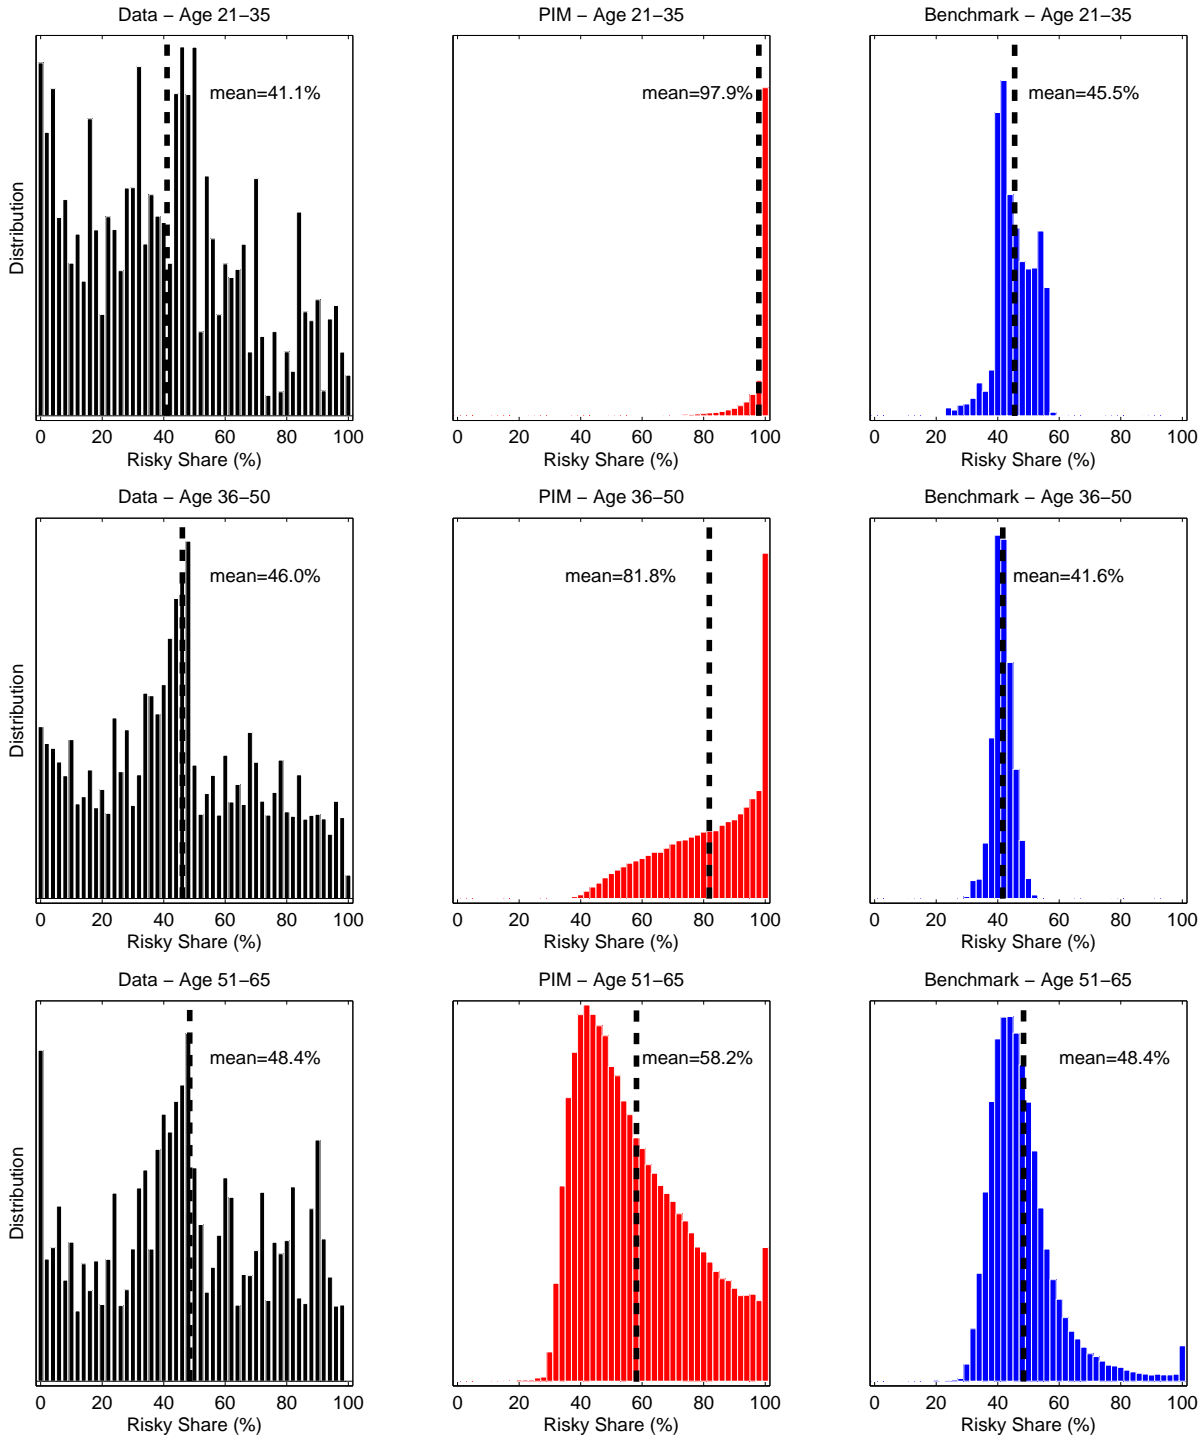 Data − Age 21−35
PIM − Age 21−35
Benchmark − Age 21−35
mean=41.1%
mean=97.9%
mean=45.5%
Distribution
0 20 40 60 80 100
0 20 40 60 80 100
0 20 40 60 80 100
Risky Share (%)
Risky Share (%)
Risky Share (%)
Data − Age 36−50
PIM − Age 36−50
Benchmark − Age 36−50
mean=46.0%
mean=81.8%
mean=41.6%
Distribution
0 20 40 60 80 100
0 20 40 60 80 100
0 20 40 60 80 100
Risky Share (%)
Risky Share (%)
Risky Share (%)
Data − Age 51−65
PIM − Age 51−65
Benchmark − Age 51−65
mean=48.4%
mean=58.2%
mean=48.4%
Distribution
0 20 40 60 80 100
0 20 40 60 80 100
0 20 40 60 80 100
Risky Share (%)
Risky Share (%)
Risky Share (%)